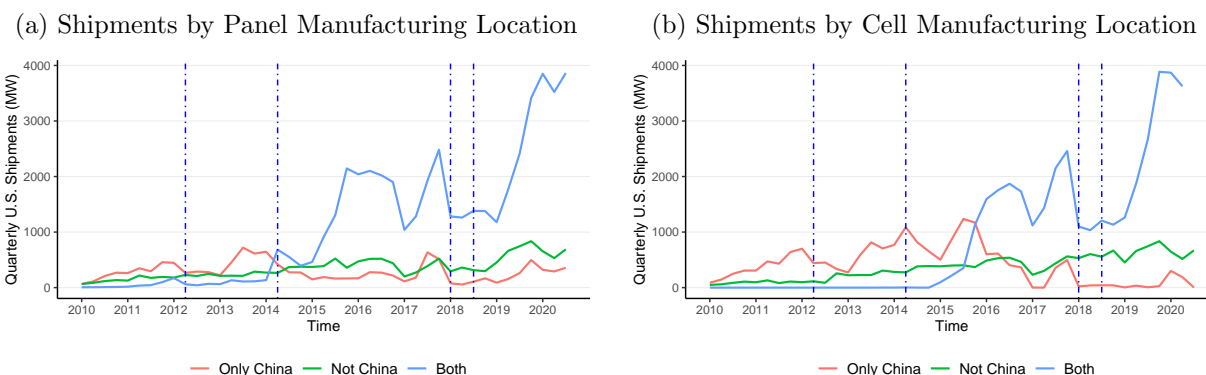 (a) Shipments by Panel Manufacturing Location
Quarterly U.S. Shipments (MW)
4000
3000
2000
1000
0
2010 2011 2012 2013 2014 2015 2016 2017 2018 2019 2020
Time
Only China Not China Both
(b) Shipments by Cell Manufacturing Location
Quarterly U.S. Shipments (MW)
4000
3000
2000
1000
0
2010 2011 2012 2013 2014 2015 2016 2017 2018 2019 2020
Time
Only China Not China Both